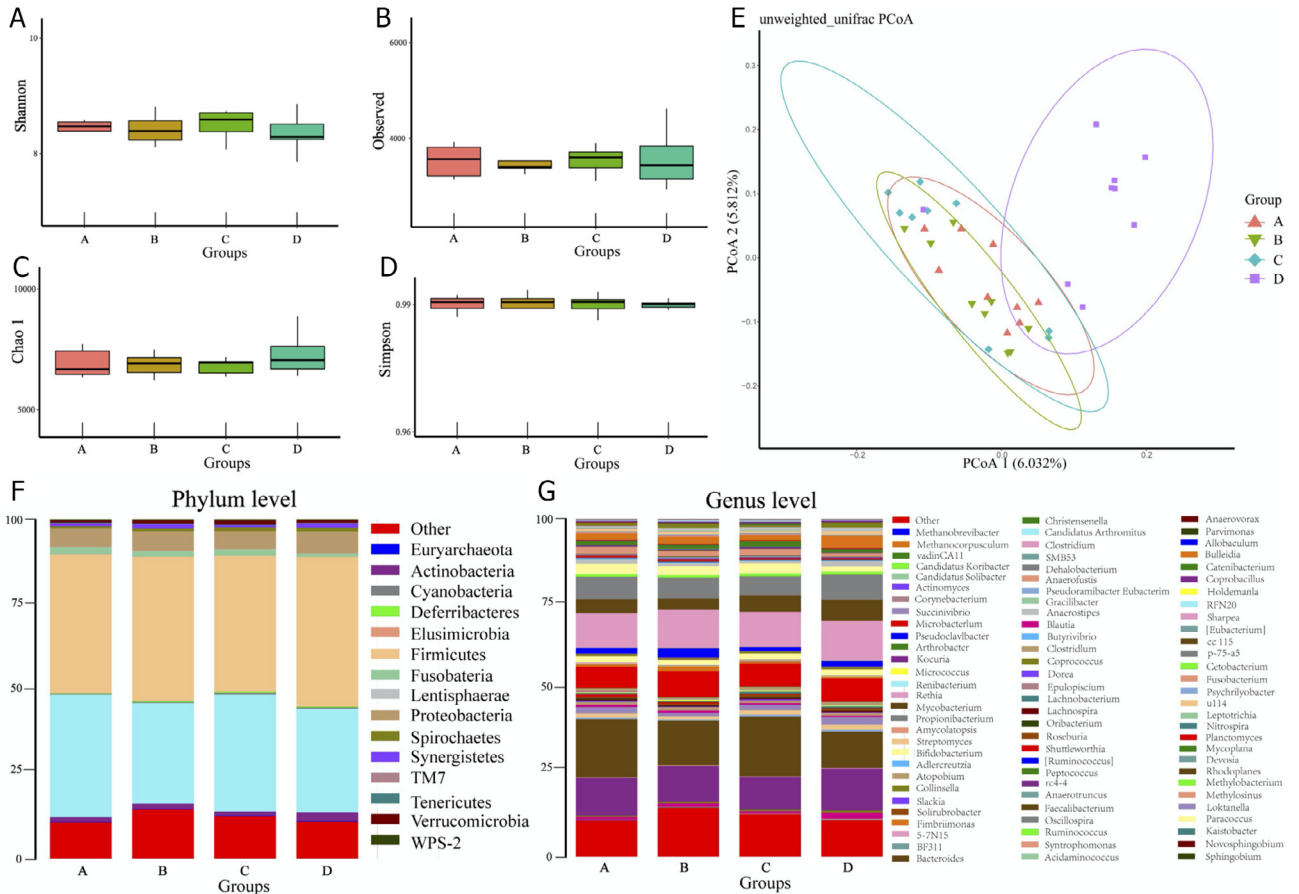 A
10
8
Shannon
A
B
C
D
Groups
B
6000
4000
Observed
A
B
C
D
Groups
C
10000
5000
Chao 1
A
B
C
D
Groups
D
0.99
0.96
Simpson
A
B
C
D
Groups
E
unweighted_unifrac PCoA
0.3
0.2
0.1
0.0
−0.1
−0.2
PCoA 2 (5.812%)
−0.2
0.0
0.2
PCoA 1 (6.032%)
Group
A
B
C
D
F
Phylum level
100
75
50
25
0
A
B
C
D
Groups
Other
Euryarchaeota
Actinobacteria
Cyanobacteria
Deferribacteres
Elusimicrobia
Firmicutes
Fusobateria
Lentisphaerae
Proteobacteria
Spirochaetes
Synergistetes
TM7
Tenericutes
Verrucomicrobia
WPS-2
G
Genus level
100
75
50
25
0
A
B
C
D
Groups
Other
Methanobrevibacter
Methanocorpusculum
vadinCA11
Candidatus Koribacter
Candidatus Solibacter
Actinomyces
Corynebacterium
Succinivibrio
Microbacterlum
Pseudoclavlbacter
Arthrobacter
Kocuria
Micrococcus
Renibacterium
Rethia
Mycobacterium
Propionibacterium
Amycolatopsis
Streptomyces
Bifidobacterium
Adlercreutzia
Atopobium
Collinsella
Slackia
Solirubrobacter
Fimbriimonas
5-7N15
BF311
Bacteroides
Christensenella
Candidatus Arthromitus
Clostridium
SMB53
Dehalobacterium
Anaerofustis
Pseudoramibacter Eubacterim
Gracilibacter
Anaerostipes
Blautia
Butyrivibrio
Clostridlum
Coprococcus
Dorea
Epulopiscium
Lachnobacterium
Lachnospira
Oribacterium
Roseburia
Shuttleworthia
[Ruminococcus]
Peptococcus
rc4-4
Anaerotruncus
Faecalibacterium
Oscillospira
Ruminococcus
Syntrophomonas
Acidaminococcus
Anaerovorax
Parvimonas
Allobaculum
Bulleidia
Catenibacterium
Coprobacillus
Holdemanla
RFN20
Sharpea
[Eubacterium]
cc 115
p-75-a5
Getobacterium
Fusobacterium
Psychrilyobacter
u114
Leptotrichia
Nitrospira
Planctomyces
Mycoplana
Devosia
Rhodoplanes
Methylobacterium
Methylosinus
Loktanella
Paracoccus
Kaistobacter
Novosphingobium
Sphingobium